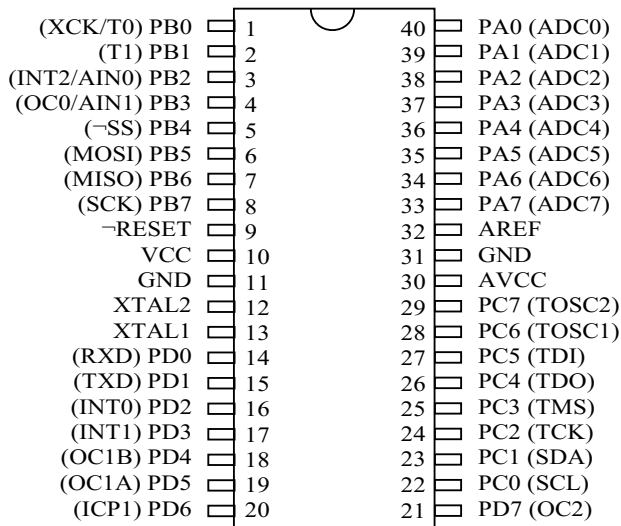 (XCK/T0) PB0 1 40 PA0 (ADC0)
(T1) PB1 2 39 PA1 (ADC1)
(INT2/AIN0) PB2 3 38 PA2 (ADC2)
(OC0/AIN1) PB3 4 37 PA3 (ADC3)
(¬SS) PB4 5 36 PA4 (ADC4)
(MOSI) PB5 6 35 PA5 (ADC5)
(MISO) PB6 7 34 PA6 (ADC6)
(SCK) PB7 8 33 PA7 (ADC7)
¬RESET 9 32 AREF
VCC 10 31 GND
GND 11 30 AVCC
XTAL2 12 29 PC7 (TOSC2)
XTAL1 13 28 PC6 (TOSC1)
(RXD) PD0 14 27 PC5 (TDI)
(TXD) PD1 15 26 PC4 (TDO)
(INT0) PD2 16 25 PC3 (TMS)
(INT1) PD3 17 24 PC2 (TCK)
(OC1B) PD4 18 23 PC1 (SDA)
(OC1A) PD5 19 22 PC0 (SCL)
(ICP1) PD6 20 21 PD7 (OC2)